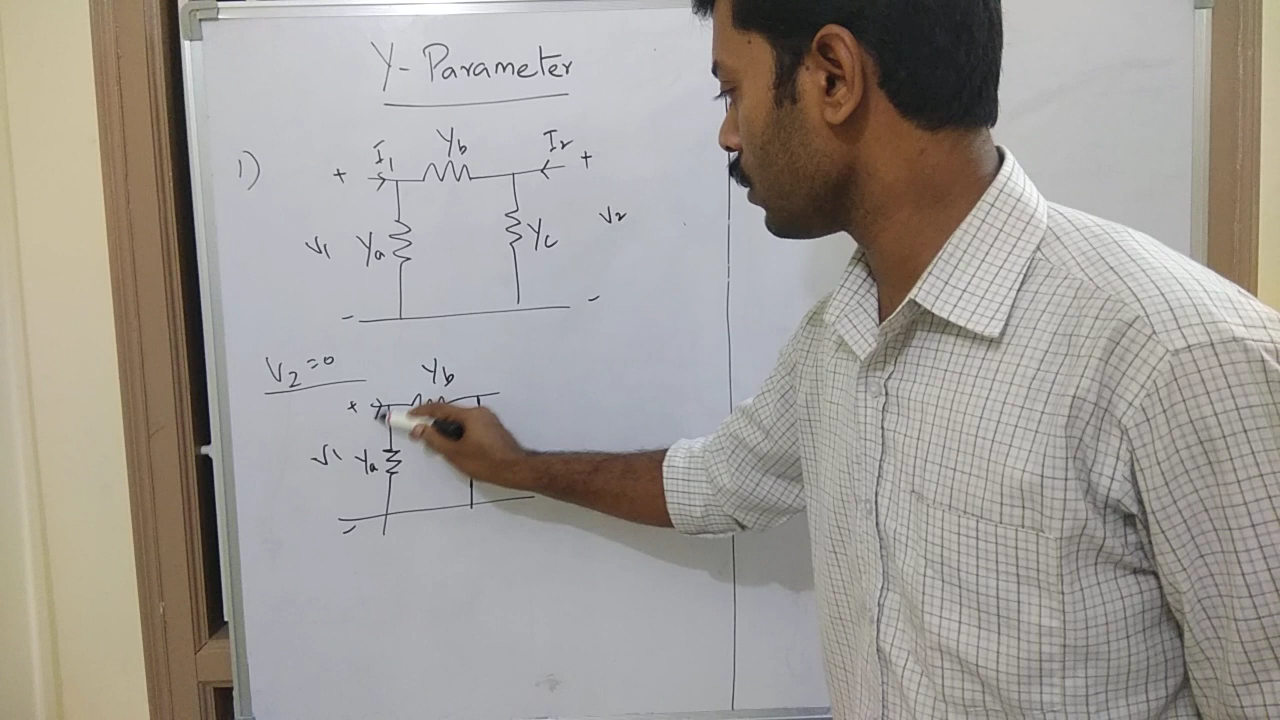 Y-Parameter
1)
+ I1 Yb I2 +
V1 Ya Yc V2
- -
V2=0 Yb
+
V1 Ya
-